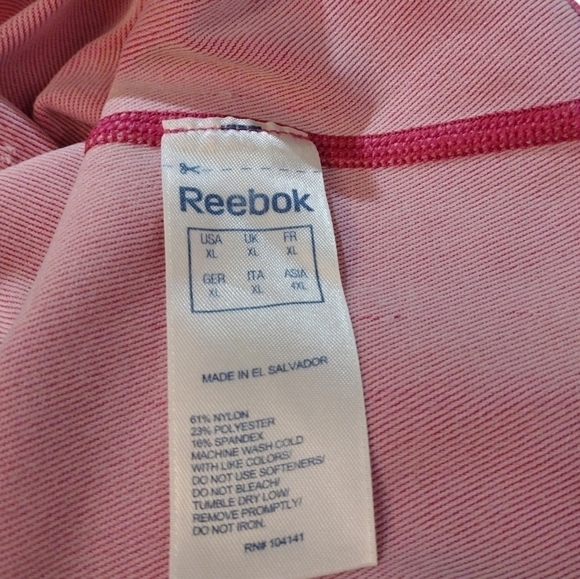 Reebok
USA UK FR
XL XL XL
GER ITA ASIA
XL XL 4XL
MADE IN EL SALVADOR
61% NYLON
23% POLYESTER
16% SPANDEX
MACHINE WASH COLD
WITH LIKE COLORS/
DO NOT USE SOFTENERS/
DO NOT BLEACH/
TUMBLE DRY LOW/
REMOVE PROMPTLY/
DO NOT IRON.
RN# 104141